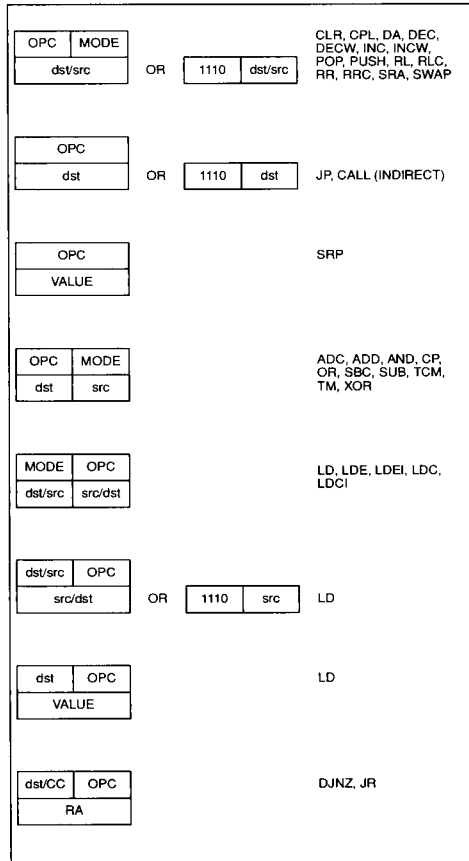 OPC MODE
dst/src OR 1110 dst/src
CLR, CPL, DA, DEC,
DECW, INC, INCW,
POP, PUSH, RL, RLC,
RR, RRC, SRA, SWAP
OPC
dst OR 1110 dst JP, CALL (INDIRECT)
OPC SRP
VALUE
OPC MODE
dst src
ADC, ADD, AND, CP,
OR, SBC, SUB, TCM,
TM, XOR
MODE OPC
dst/src src/dst
LD, LDE, LDEI, LDC,
LDCI
dst/src OPC
src/dst OR 1110 src LD
dst OPC LD
VALUE
dst/CC OPC DJNZ, JR
RA